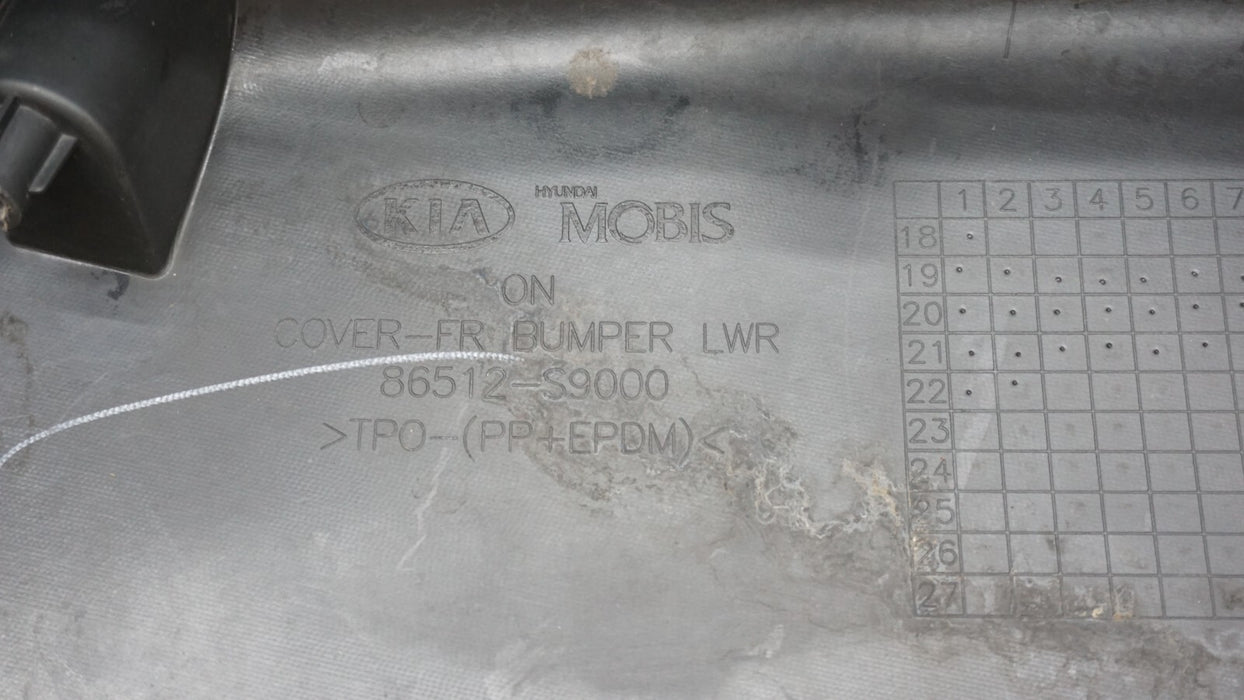 KIA HYUNDAI MOBIS
ON
COVER-FR BUMPER LWR
86512-S9000
>TPO-(PP+EPDM)<
1 2 3 4 5 6 7
18
19
20
21
22
23
24
25
26
27